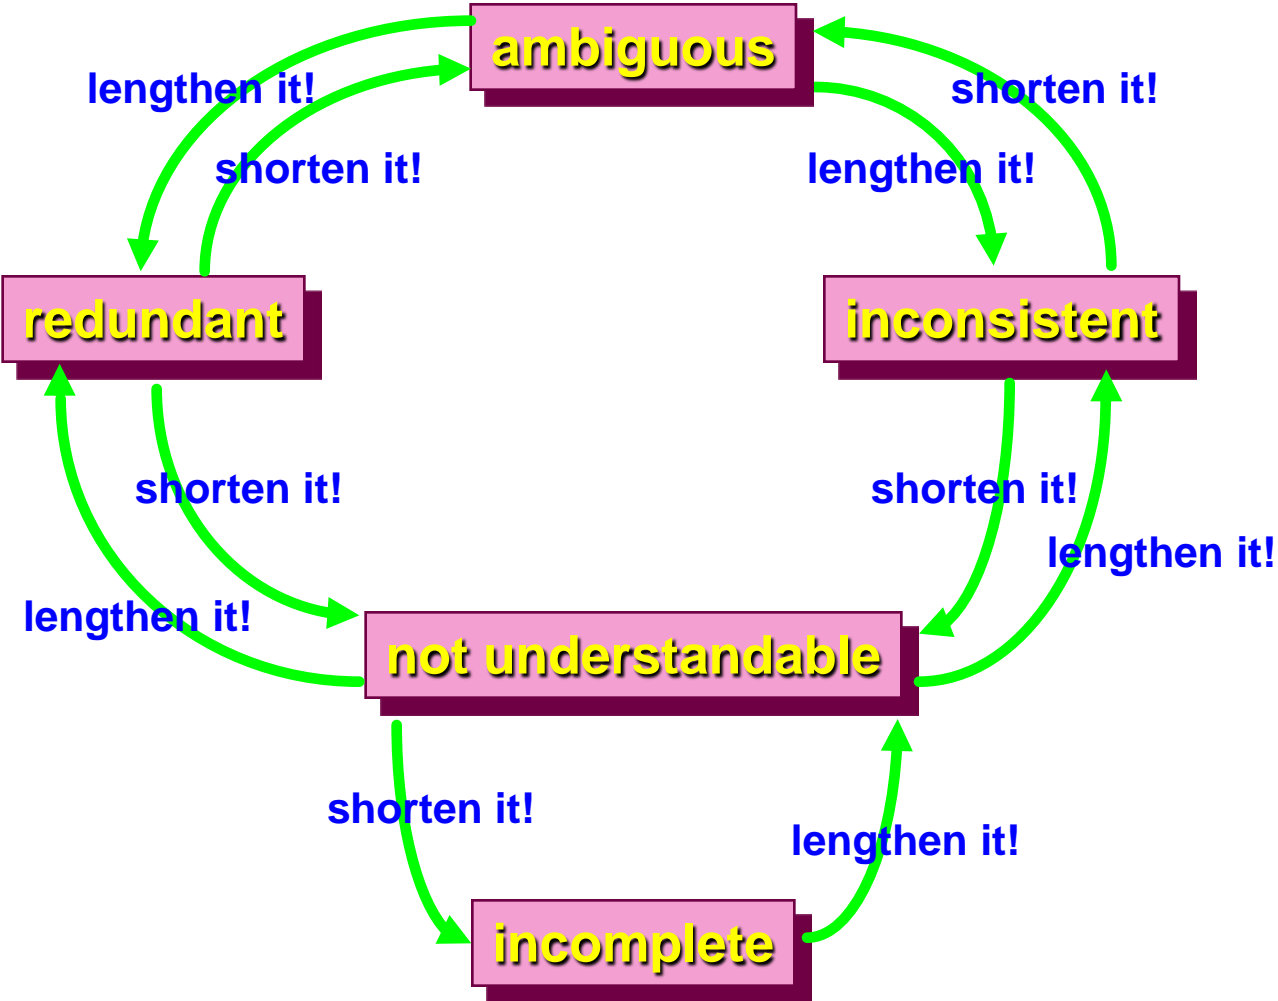 ambiguous
lengthen it!
shorten it!
shorten it!
lengthen it!
redundant
inconsistent
shorten it!
shorten it!
lengthen it!
lengthen it!
not understandable
shorten it!
lengthen it!
incomplete